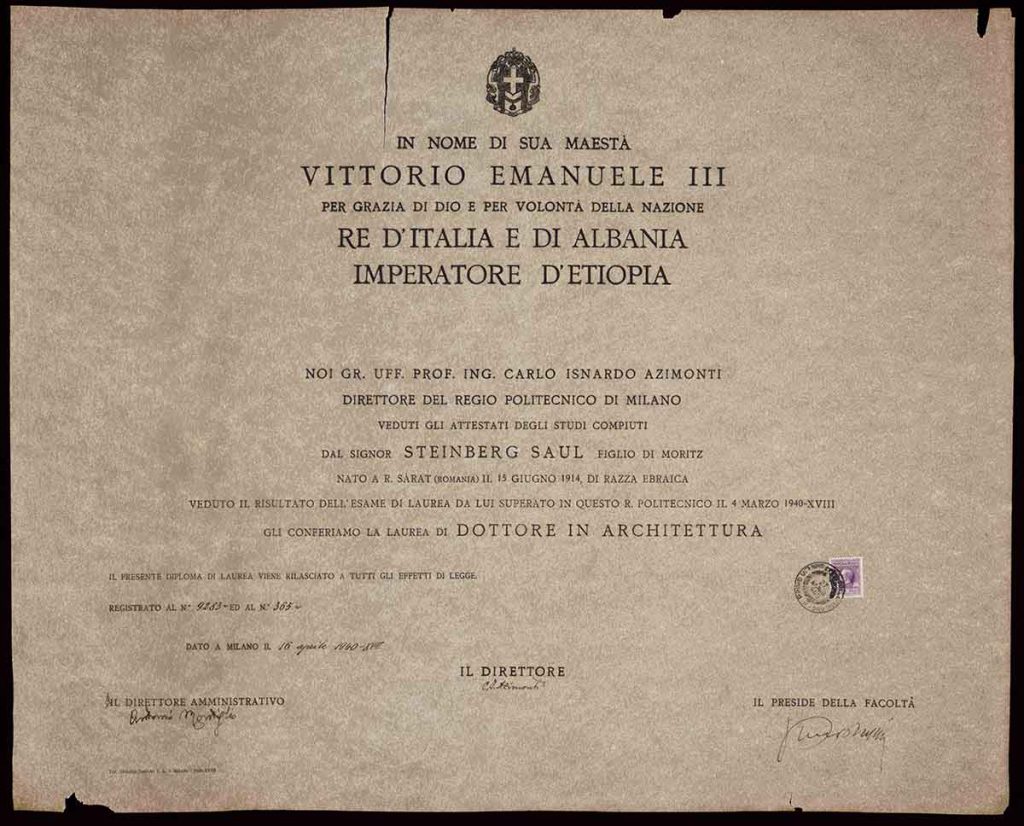 IN NOME DI SUA MAESTÀ
VITTORIO EMANUELE III
PER GRAZIA DI DIO E PER VOLONTÀ DELLA NAZIONE
RE D'ITALIA E DI ALBANIA
IMPERATORE D'ETIOPIA
NOI GR. UFF. PROF. ING. CARLO ISNARDO AZIMONTI
DIRETTORE DEL REGIO POLITECNICO DI MILANO
VEDUTI GLI ATTESTATI DEGLI STUDI COMPIUTI
DAL SIGNOR STEINBERG SAUL FIGLIO DI MORITZ
NATO A R. SARAT (ROMANIA) IL 15 GIUGNO 1914, DI RAZZA EBRAICA
VEDUTO IL RISULTATO DELL'ESAME DI LAUREA DA LUI SUPERATO IN QUESTO R. POLITECNICO IL 4 MARZO 1940-XVIII
GLI CONFERIAMO LA LAUREA DI DOTTORE IN ARCHITETTURA
IL PRESENTE DIPLOMA DI LAUREA VIENE RILASCIATO A TUTTI GLI EFFETTI DI LEGGE.
REGISTRATO AL N.º 9283 ED AL N.º 365
DATO A MILANO IL 16 aprile 1940-XVIII
IL DIRETTORE
C. I. Azimonti
IL DIRETTORE AMMINISTRATIVO
IL PRESIDE DELLA FACOLTÀ